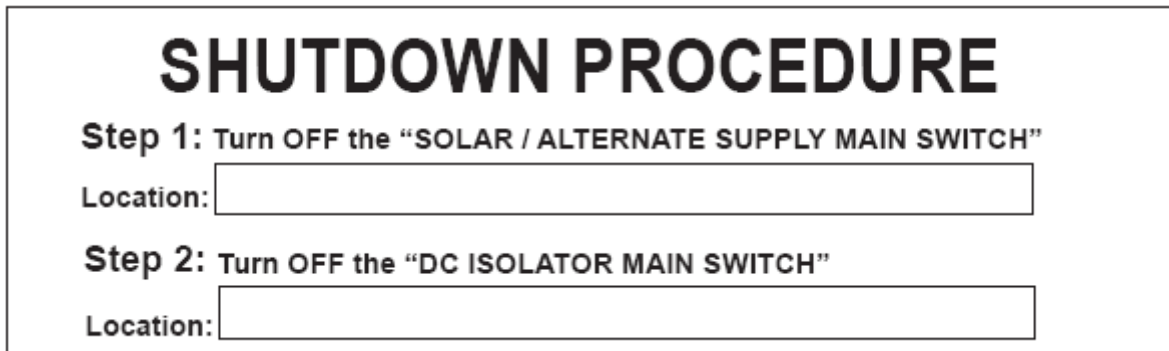 SHUTDOWN PROCEDURE
Step 1: Turn OFF the “SOLAR / ALTERNATE SUPPLY MAIN SWITCH”
Location:
Step 2: Turn OFF the “DC ISOLATOR MAIN SWITCH”
Location: